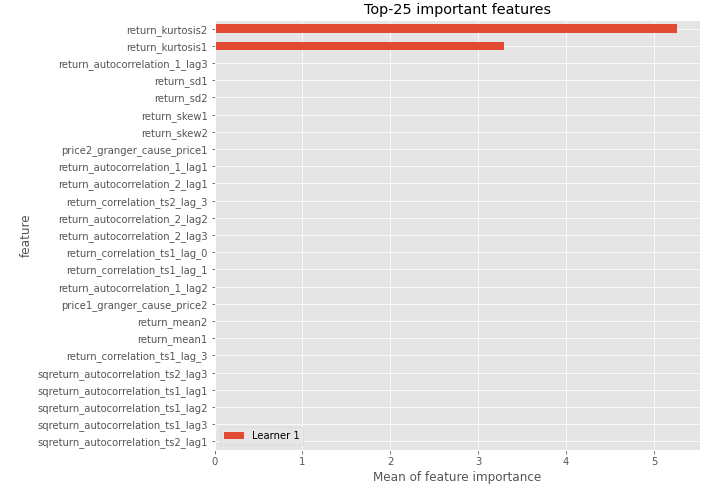 Top-25 important features
return_kurtosis2
return_kurtosis1
return_autocorrelation_1_lag3
return_sd1
return_sd2
return_skew1
return_skew2
price2_granger_cause_price1
return_autocorrelation_1_lag1
return_autocorrelation_2_lag1
return_correlation_ts2_lag_3
return_autocorrelation_2_lag2
return_autocorrelation_2_lag3
return_correlation_ts1_lag_0
return_correlation_ts1_lag_1
return_autocorrelation_1_lag2
price1_granger_cause_price2
return_mean2
return_mean1
return_correlation_ts1_lag_3
sqreturn_autocorrelation_ts2_lag3
sqreturn_autocorrelation_ts1_lag1
sqreturn_autocorrelation_ts1_lag2
sqreturn_autocorrelation_ts1_lag3
sqreturn_autocorrelation_ts2_lag1
feature
Learner 1
0 1 2 3 4 5
Mean of feature importance